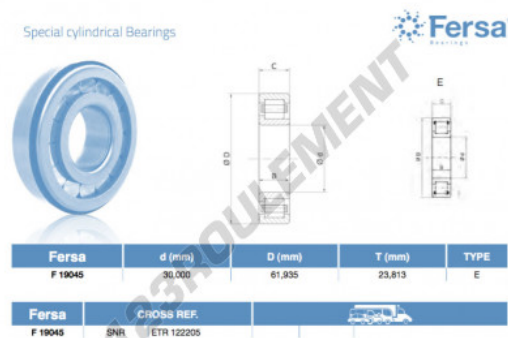 Special cylindrical Bearings
Fersa
Bearings
E
C
Ø D
B
Ø d
Fersa d (mm) D (mm) T (mm) TYPE
F 19045 30,000 61,935 23,813 E
Fersa CROSS REF.
F 19045 SNR ETR 122205
123ROULEMENT